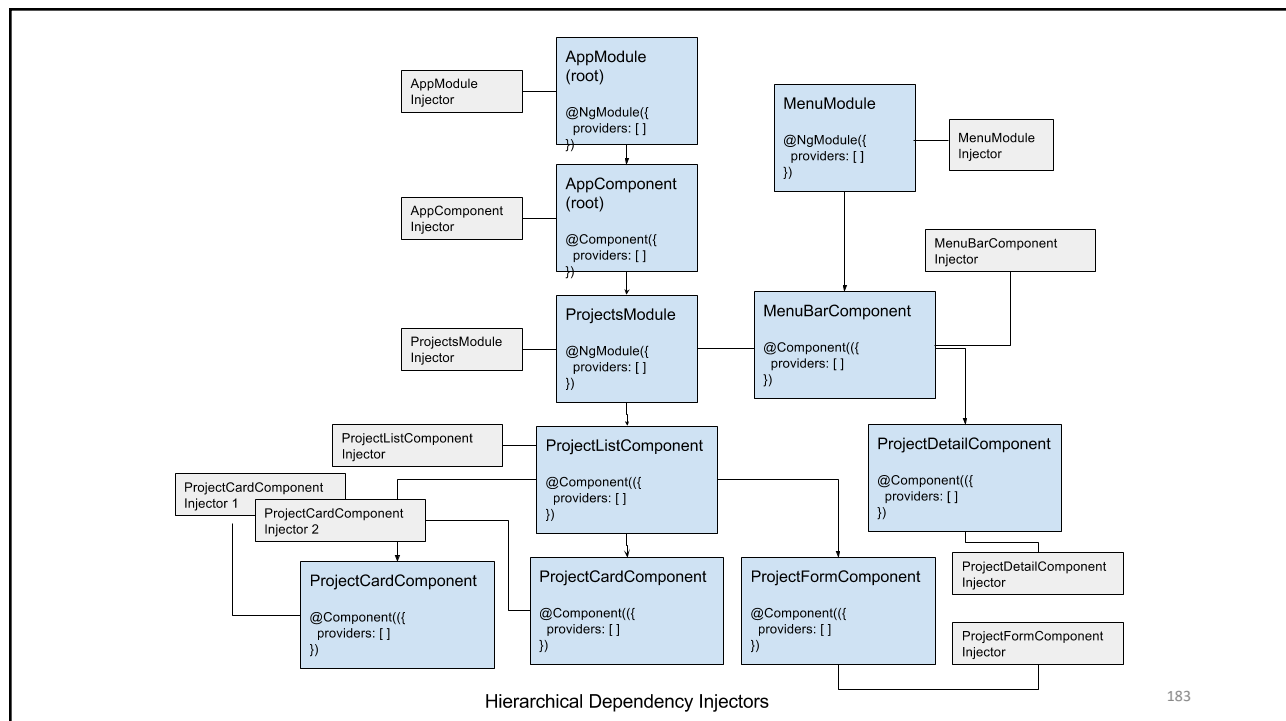 AppModule
Injector
AppModule
(root)
@NgModule({
providers: [ ]
})
MenuModule
@NgModule({
providers: [ ]
})
MenuModule
Injector
AppComponent
Injector
AppComponent
(root)
@Component({
providers: [ ]
})
MenuBarComponent
Injector
ProjectsModule
Injector
ProjectsModule
@NgModule({
providers: [ ]
})
MenuBarComponent
@Component(({
providers: [ ]
})
ProjectListComponent
Injector
ProjectListComponent
@Component(({
providers: [ ]
})
ProjectDetailComponent
@Component(({
providers: [ ]
})
ProjectCardComponent
Injector 1
ProjectCardComponent
Injector 2
ProjectCardComponent
@Component(({
providers: [ ]
})
ProjectCardComponent
@Component(({
providers: [ ]
})
ProjectFormComponent
@Component(({
providers: [ ]
})
ProjectDetailComponent
Injector
ProjectFormComponent
Injector
Hierarchical Dependency Injectors
183